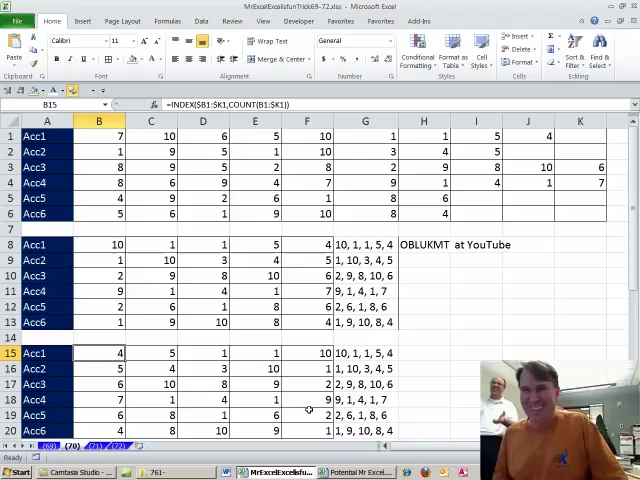 MrExcelExcelisfunTrick69-72.xlsx - Microsoft Excel
File Home Insert Page Layout Formulas Data Review View Developer Favorites Add-Ins
Paste Calibri 11 Wrap Text General Conditional Formatting Format as Table Cell Styles Insert Delete Format Sort & Filter Find & Select
B I U Merge & Center $ % ,
Clipboard Font Alignment Number Styles Cells Editing
B15 fx =INDEX($B1:$K1,COUNT(B1:$K1))
A B C D E F G H I J K
1 Acc1 7 10 6 5 10 1 1 5 4
2 Acc2 1 9 5 1 10 3 4 5
3 Acc3 8 9 5 2 8 2 9 8 10 6
4 Acc4 8 6 9 4 7 9 1 4 1 7
5 Acc5 4 9 2 6 1 8 6
6 Acc6 5 6 1 9 10 8 4
7
8 Acc1 10 1 1 5 4 10, 1, 1, 5, 4 OBLUKMT at YouTube
9 Acc2 1 10 3 4 5 1, 10, 3, 4, 5
10 Acc3 2 9 8 10 6 2, 9, 8, 10, 6
11 Acc4 9 1 4 1 7 9, 1, 4, 1, 7
12 Acc5 2 6 1 8 6 2, 6, 1, 8, 6
13 Acc6 1 9 10 8 4 1, 9, 10, 8, 4
14
15 Acc1 4 5 1 1 10 10, 1, 1, 5, 4
16 Acc2 5 4 3 10 1 1, 10, 3, 4, 5
17 Acc3 6 10 8 9 2 2, 9, 8, 10, 6
18 Acc4 7 1 4 1 9 9, 1, 4, 1, 7
19 Acc5 6 8 1 6 2 2, 6, 1, 8, 6
20 Acc6 4 8 10 9 1 1, 9, 10, 8, 4
(69) (70) (71) (72)
Ready
Start Camtasia Studio - ... 761- MrExcelExcelisfunTr... Potential Mr Excel...